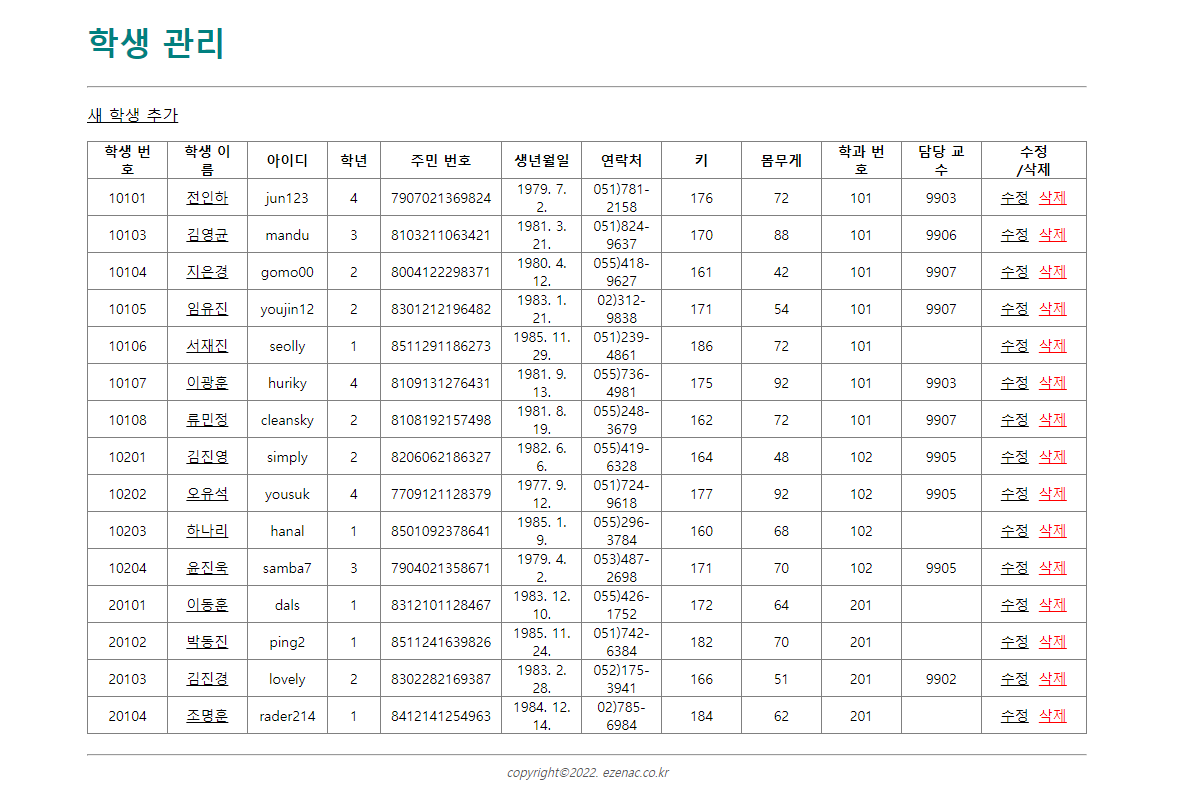 학생 관리
새 학생 추가
학생 번호 학생 이름 아이디 학년 주민 번호 생년월일 연락처 키 몸무게 학과 번호 담당 교수 수정/삭제
10101 전인하 jun123 4 7907021369824 1979. 7. 2. 051)781-2158 176 72 101 9903 수정 삭제
10103 김영균 mandu 3 8103211063421 1981. 3. 21. 051)824-9637 170 88 101 9906 수정 삭제
10104 지은경 gomo00 2 8004122298371 1980. 4. 12. 055)418-9627 161 42 101 9907 수정 삭제
10105 임유진 youjin12 2 8301212196482 1983. 1. 21. 02)312-9838 171 54 101 9907 수정 삭제
10106 서재진 seolly 1 8511291186273 1985. 11. 29. 051)239-4861 186 72 101 수정 삭제
10107 이광훈 huriky 4 8109131276431 1981. 9. 13. 055)736-4981 175 92 101 9903 수정 삭제
10108 류민정 cleansky 2 8108192157498 1981. 8. 19. 055)248-3679 162 72 101 9907 수정 삭제
10201 김진영 simply 2 8206062186327 1982. 6. 6. 055)419-6328 164 48 102 9905 수정 삭제
10202 오유석 yousuk 4 7709121128379 1977. 9. 12. 051)724-9618 177 92 102 9905 수정 삭제
10203 하나리 hanal 1 8501092378641 1985. 1. 9. 055)296-3784 160 68 102 수정 삭제
10204 윤진욱 samba7 3 7904021358671 1979. 4. 2. 053)487-2698 171 70 102 9905 수정 삭제
20101 이동훈 dals 1 8312101128467 1983. 12. 10. 055)426-1752 172 64 201 수정 삭제
20102 박동진 ping2 1 8511241639826 1985. 11. 24. 051)742-6384 182 70 201 수정 삭제
20103 김진경 lovely 2 8302282169387 1983. 2. 28. 052)175-3941 166 51 201 9902 수정 삭제
20104 조명훈 rader214 1 8412141254963 1984. 12. 14. 02)785-6984 184 62 201 수정 삭제
copyright©2022. ezenac.co.kr